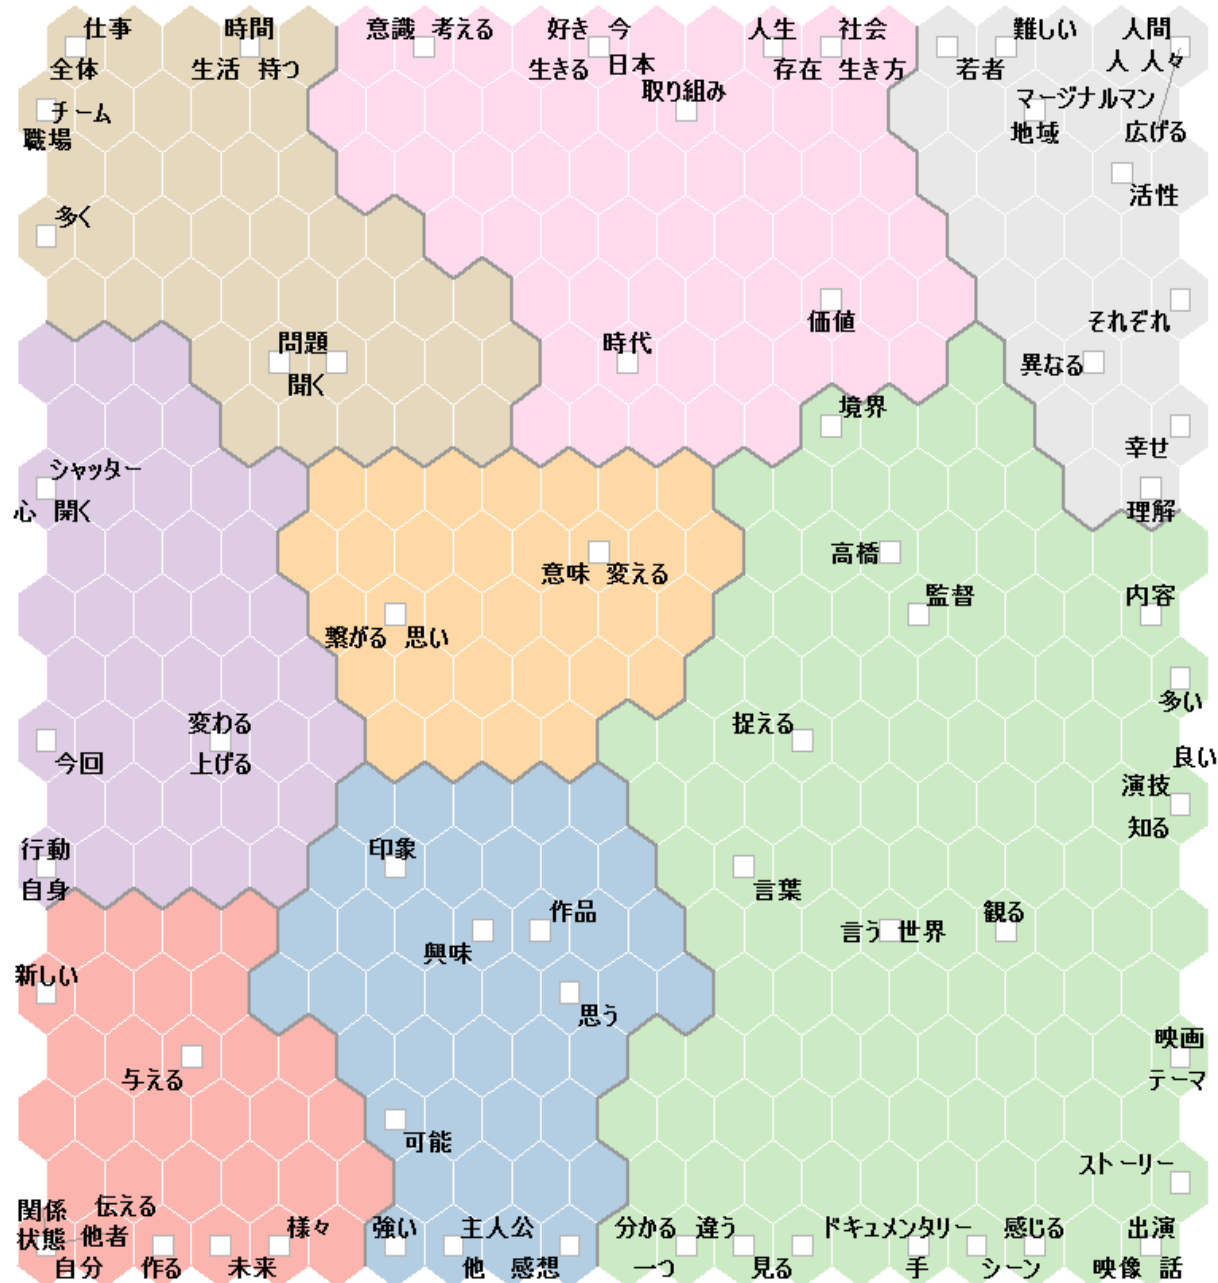 仕事 時間 意識 考える 好き 今 人生 社会 難しい 人間
全体 生活 持つ 生きる 日本 存在 生き方 若者 人 人々
チーム 取り組み マージナルマン
職場 地域 広げる
活性
多く
価値 それぞれ
問題 時代 異なる
聞く 境界
シャッター 幸せ
心 開く 理解
意味 変える 高橋
繋がる 思い 監督 内容
多い
変わる 捉える
今回 上げる 良い
演技
知る
行動 印象
自身 言葉
作品 言う 世界 観る
興味
新しい
思う
映画
与える テーマ
可能
ストーリー
関係 伝える
状態 他者 様々 強い 主人公 分かる 違う ドキュメンタリー 感じる 出演
自分 作る 未来 他 感想 一つ 見る 手 シーン 映像 話